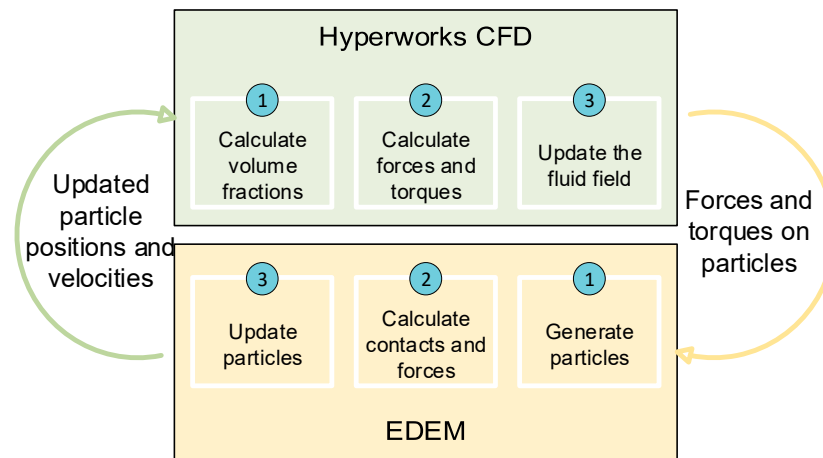 Hyperworks CFD
1
Calculate
volume
fractions
2
Calculate
forces and
torques
3
Update the
fluid field
Updated
particle
positions and
velocities
Forces and
torques on
particles
3
Update
particles
2
Calculate
contacts and
forces
1
Generate
particles
EDEM